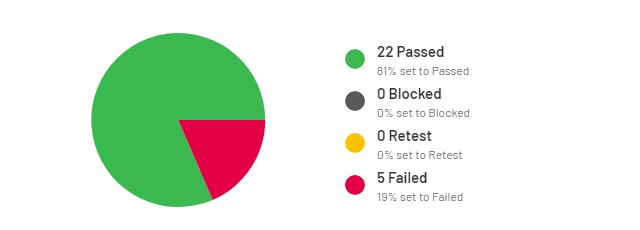 22 Passed
81% set to Passed
0 Blocked
0% set to Blocked
0 Retest
0% set to Retest
5 Failed
19% set to Failed